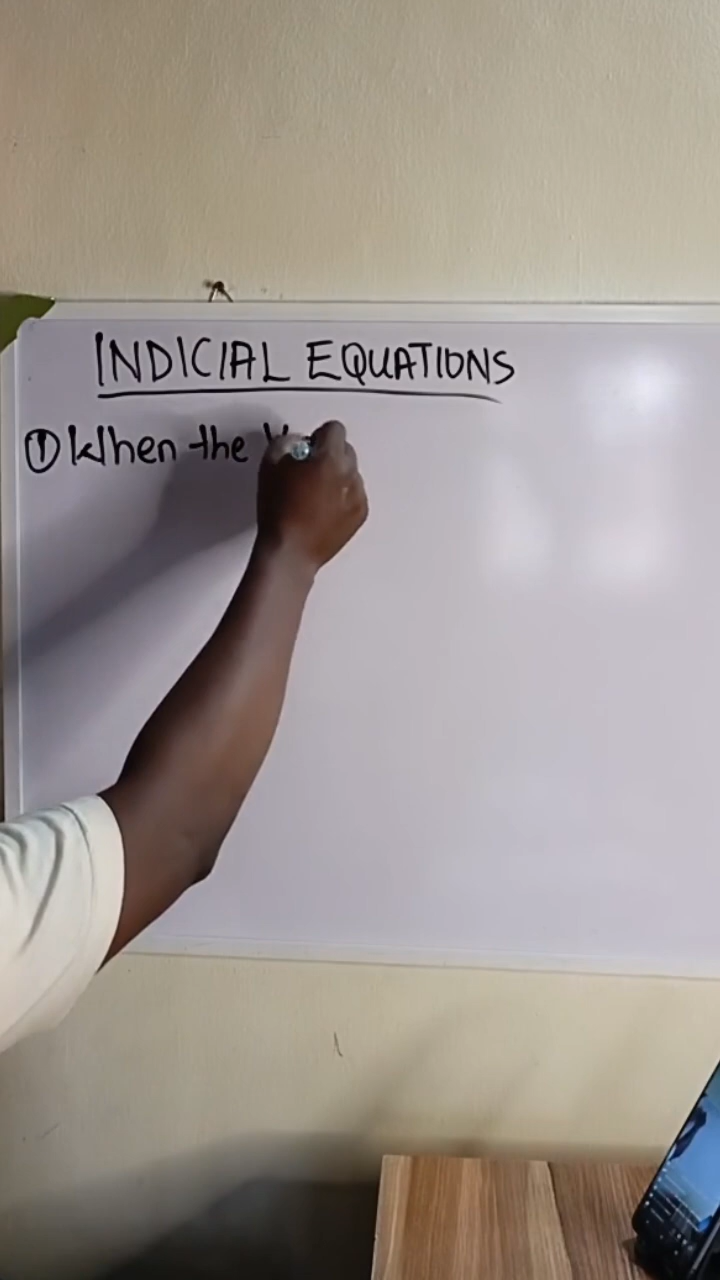 INDICIAL EQUATIONS
① When the